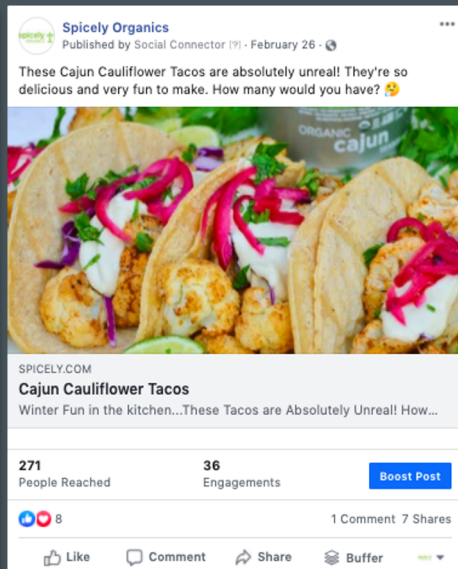 spicely
Spicely Organics
Published by Social Connector [?] · February 26 ·
These Cajun Cauliflower Tacos are absolutely unreal! They're so
delicious and very fun to make. How many would you have? 🤔
ORGANIC
cajun
SPICELY.COM
Cajun Cauliflower Tacos
Winter Fun in the kitchen...These Tacos are Absolutely Unreal! How...
271
People Reached
36
Engagements
Boost Post
8
1 Comment 7 Shares
Like
Comment
Share
Buffer